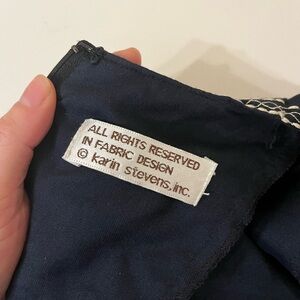 ALL RIGHTS RESERVED
IN FABRIC DESIGN
© karin stevens, inc.